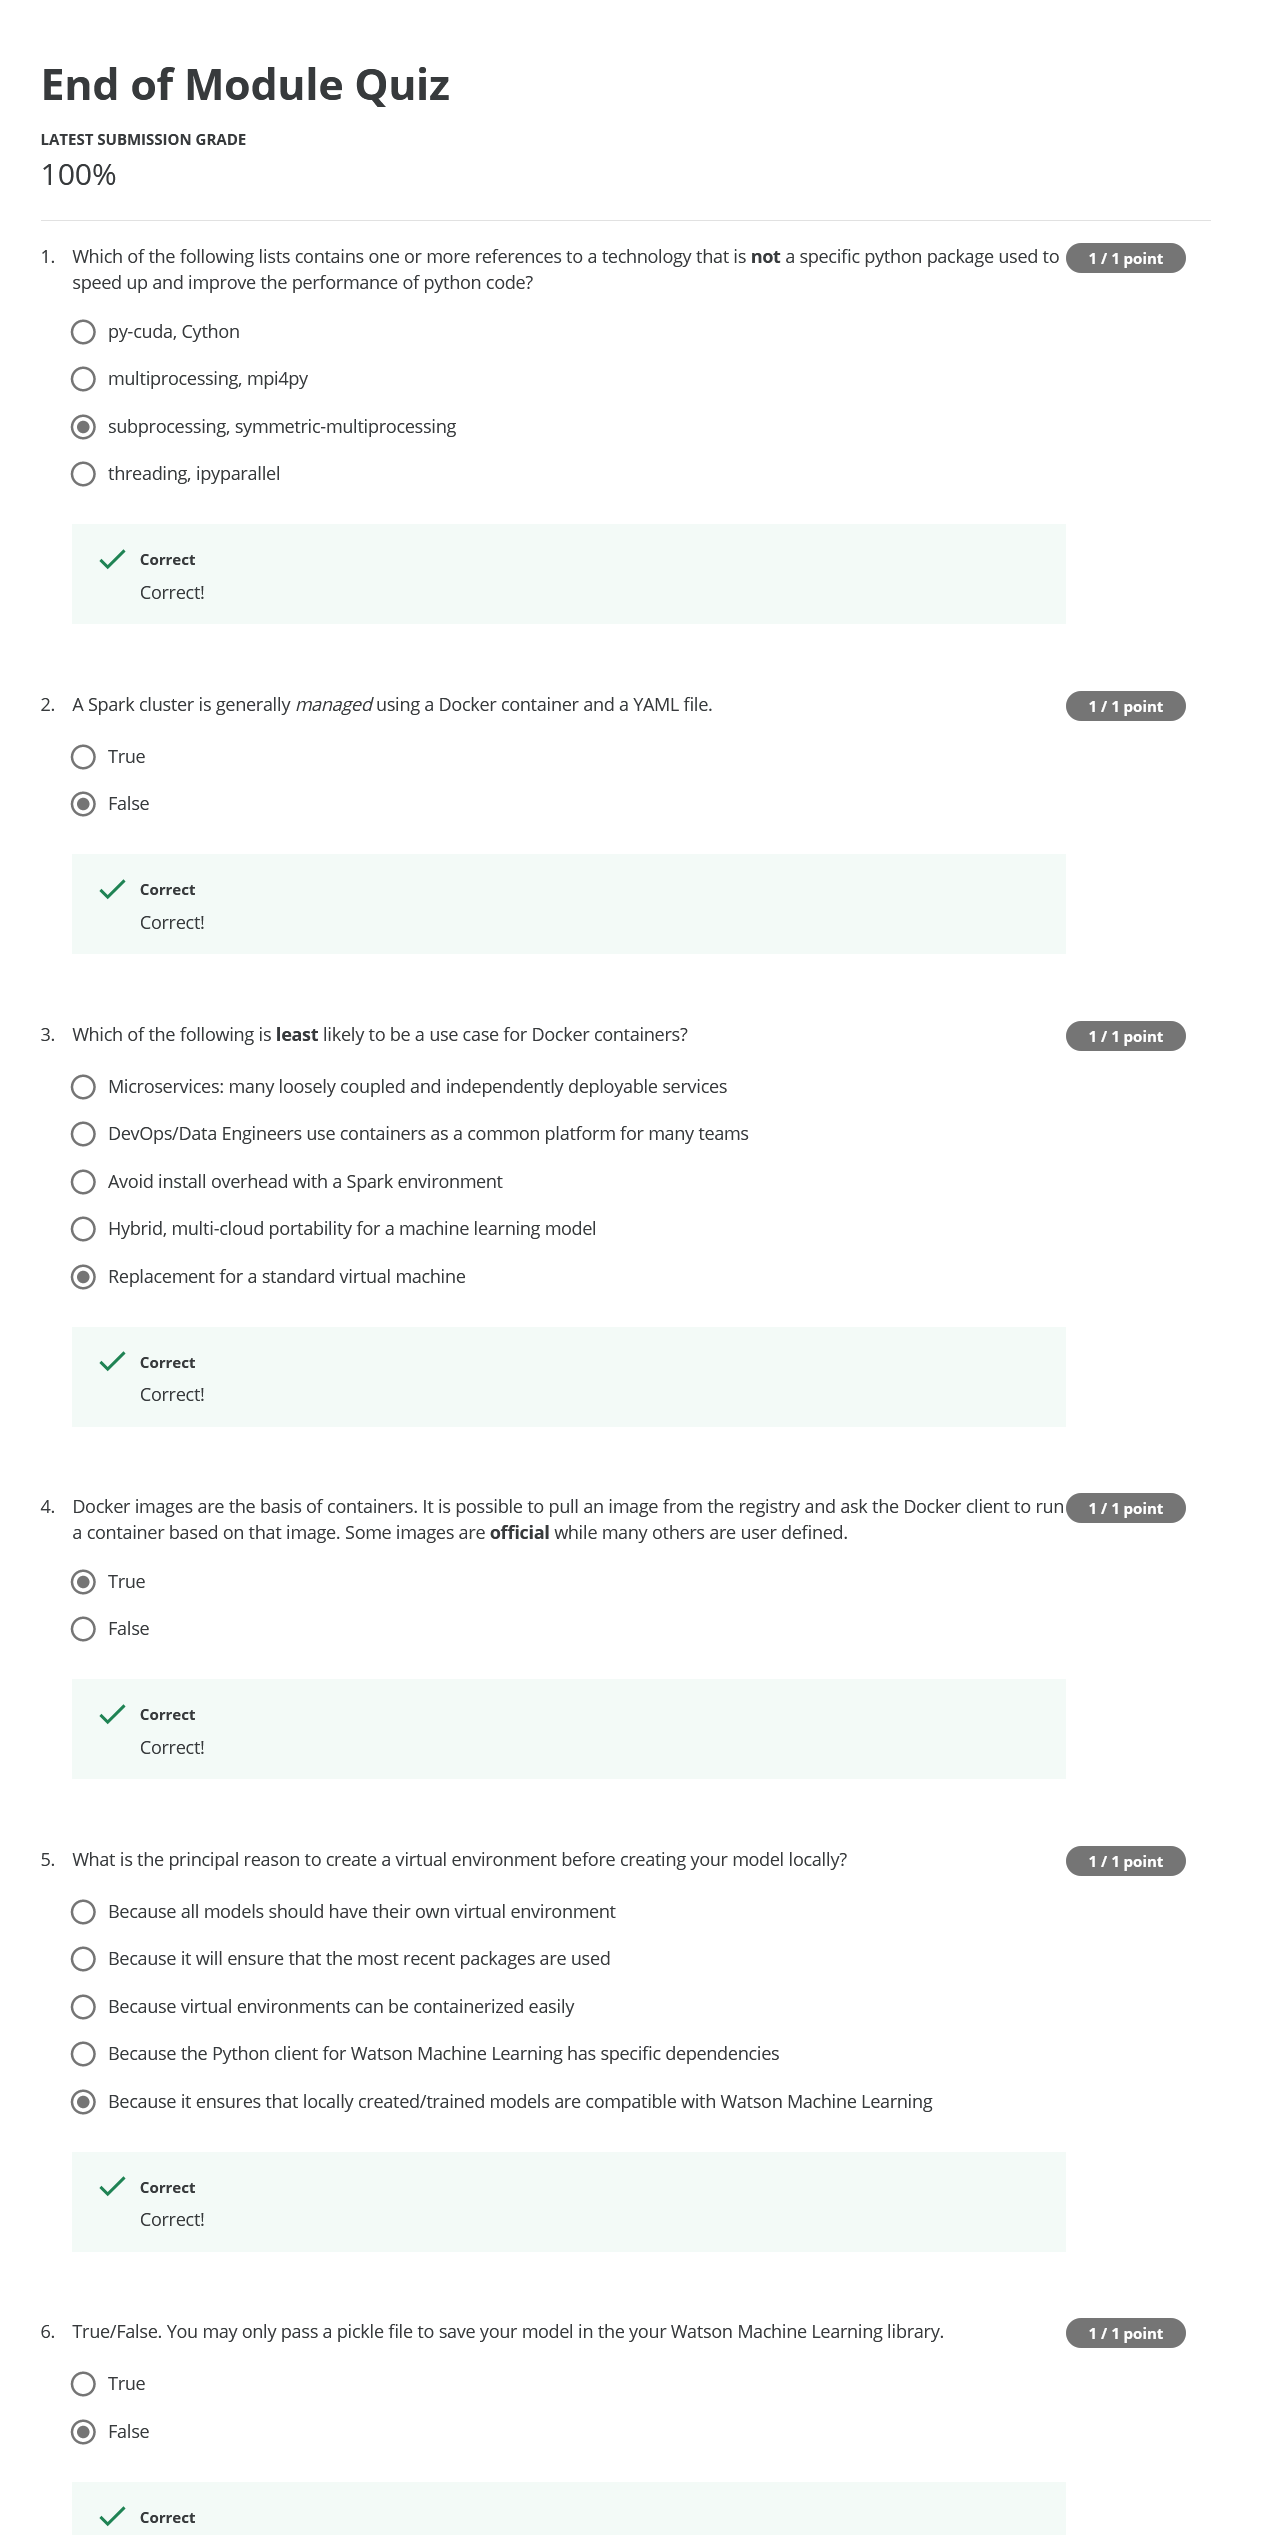 End of Module Quiz
LATEST SUBMISSION GRADE
100%
1. Which of the following lists contains one or more references to a technology that is not a specific python package used to 1 / 1 point
speed up and improve the performance of python code?
py-cuda, Cython
multiprocessing, mpi4py
subprocessing, symmetric-multiprocessing
threading, ipyparallel
Correct
Correct!
2. A Spark cluster is generally managed using a Docker container and a YAML file. 1 / 1 point
True
False
Correct
Correct!
3. Which of the following is least likely to be a use case for Docker containers? 1 / 1 point
Microservices: many loosely coupled and independently deployable services
DevOps/Data Engineers use containers as a common platform for many teams
Avoid install overhead with a Spark environment
Hybrid, multi-cloud portability for a machine learning model
Replacement for a standard virtual machine
Correct
Correct!
4. Docker images are the basis of containers. It is possible to pull an image from the registry and ask the Docker client to run 1 / 1 point
a container based on that image. Some images are official while many others are user defined.
True
False
Correct
Correct!
5. What is the principal reason to create a virtual environment before creating your model locally? 1 / 1 point
Because all models should have their own virtual environment
Because it will ensure that the most recent packages are used
Because virtual environments can be containerized easily
Because the Python client for Watson Machine Learning has specific dependencies
Because it ensures that locally created/trained models are compatible with Watson Machine Learning
Correct
Correct!
6. True/False. You may only pass a pickle file to save your model in the your Watson Machine Learning library. 1 / 1 point
True
False
Correct